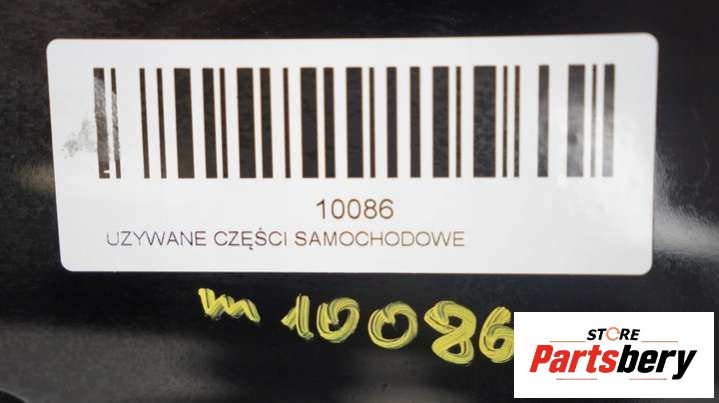 10086
UZYWANE CZĘŚCI SAMOCHODOWE
m 10086
STORE
Partsbery